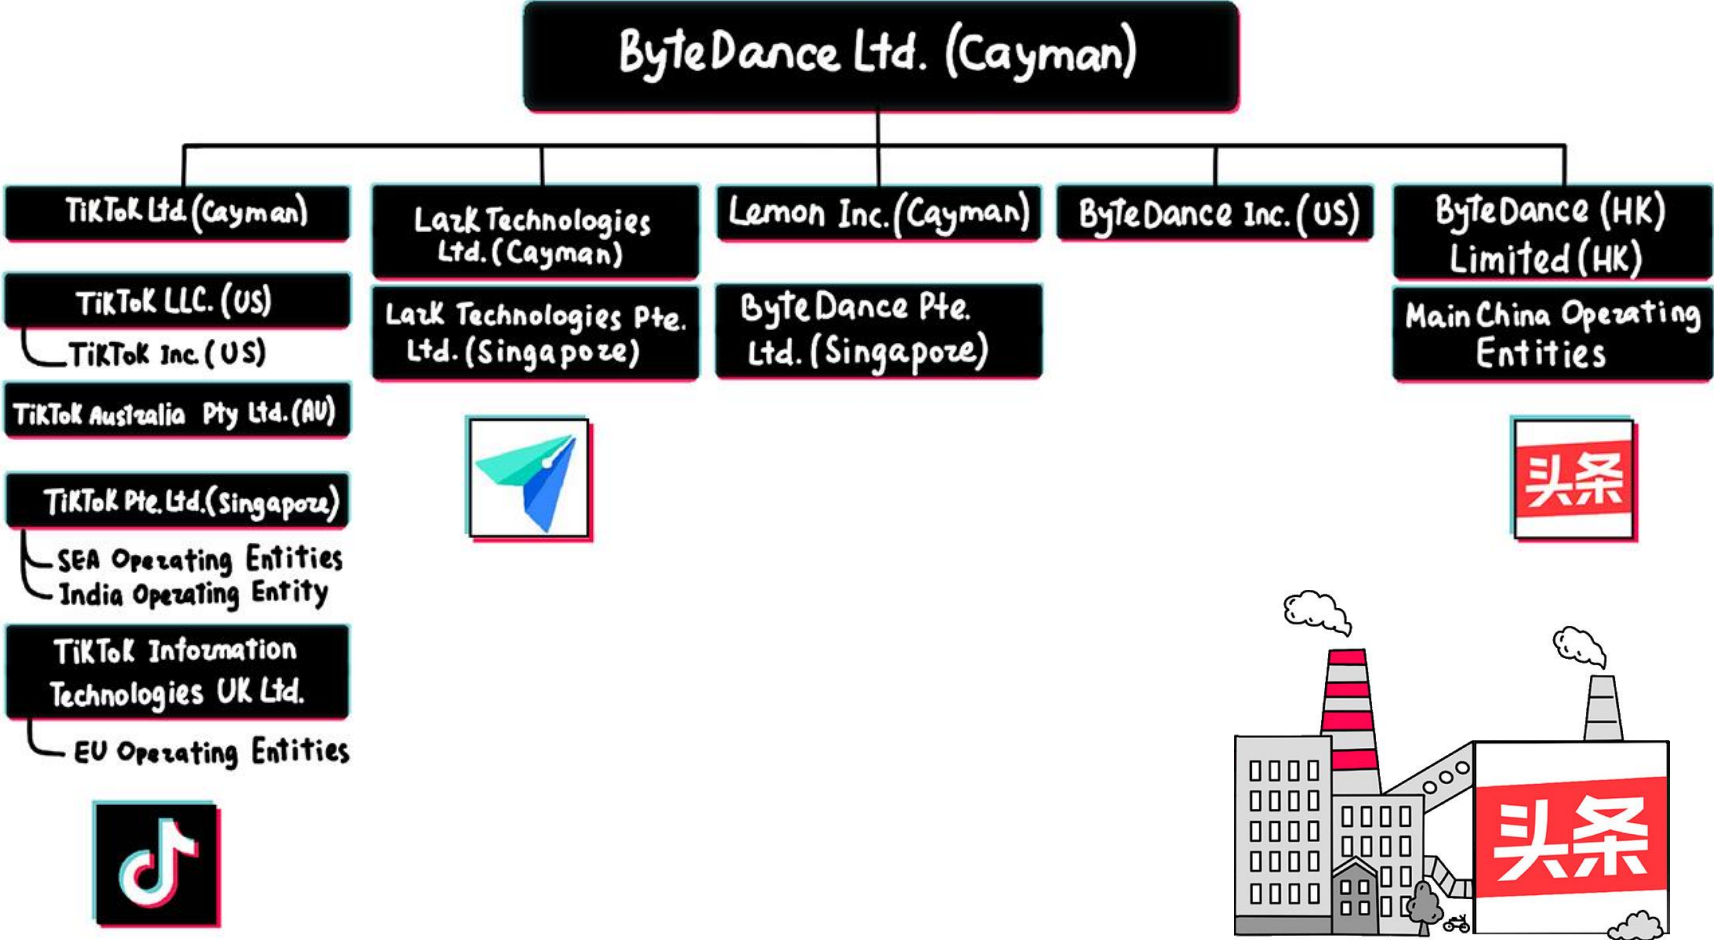 ByteDance Ltd. (Cayman)
TikTok Ltd (Cayman)
TikTok LLC. (US)
TikTok Inc. (US)
TikTok Australia Pty Ltd. (AU)
TikTok Pte. Ltd. (Singapore)
SEA Operating Entities
India Operating Entity
TikTok Information
Technologies UK Ltd.
EU Operating Entities
Lark Technologies
Ltd. (Cayman)
Lark Technologies Pte.
Ltd. (Singapore)
Lemon Inc. (Cayman)
ByteDance Pte.
Ltd. (Singapore)
ByteDance Inc. (US)
ByteDance (HK)
Limited (HK)
Main China Operating
Entities
头条
头条